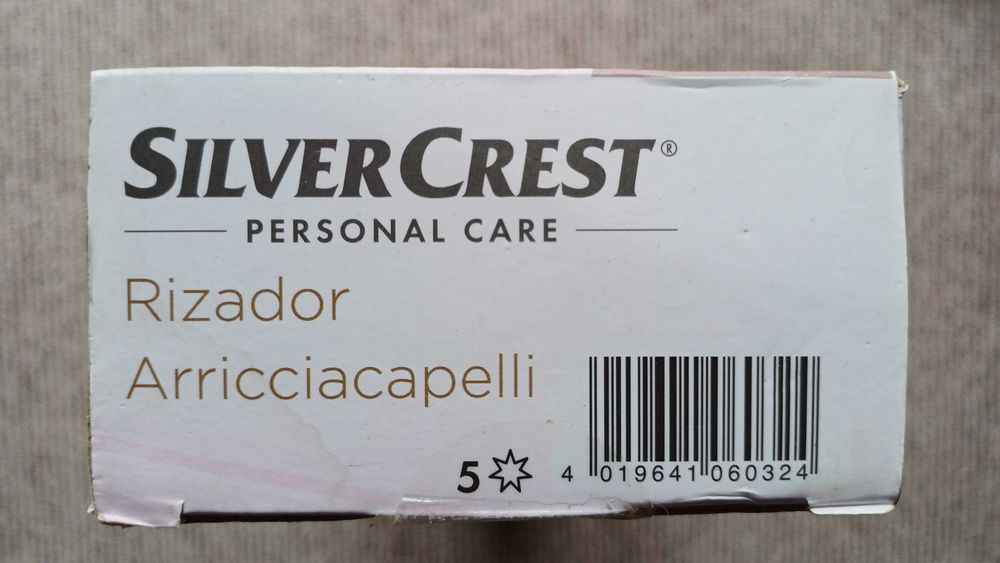 SILVERCREST®
PERSONAL CARE
Rizador
Arricciacapelli
5
4 019641 060324